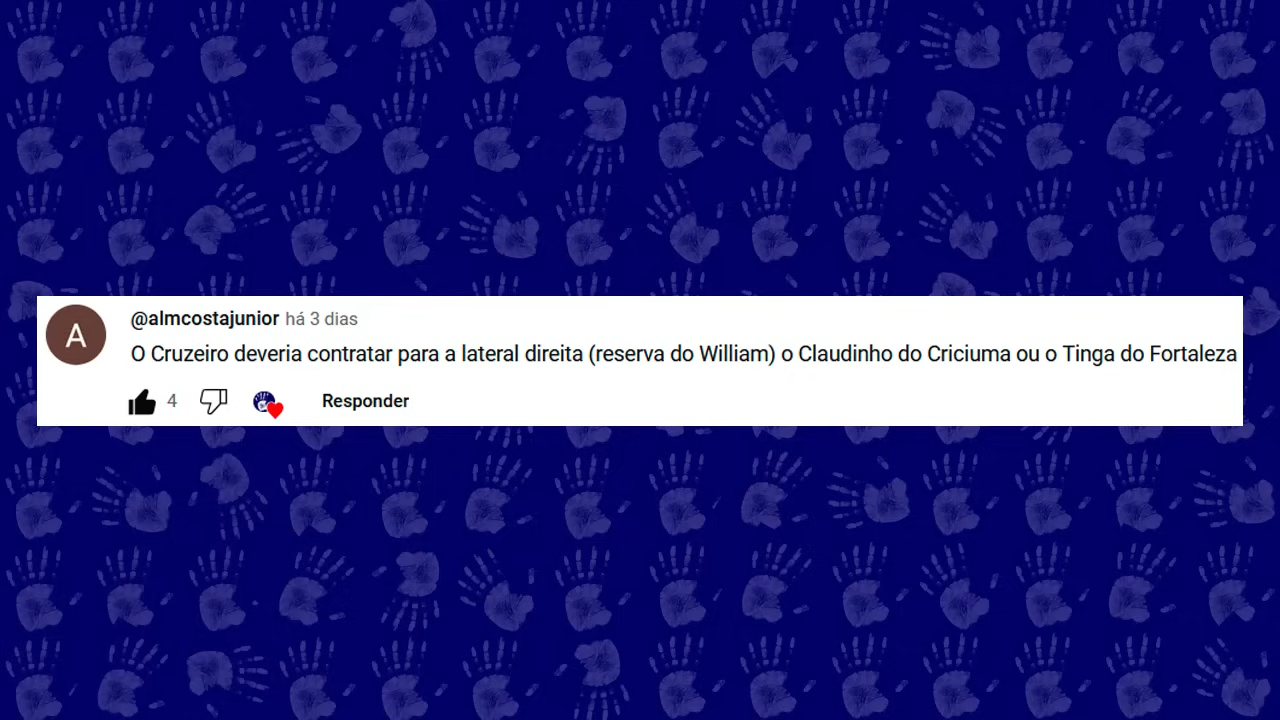 A
@almcostajunior há 3 dias
O Cruzeiro deveria contratar para a lateral direita (reserva do William) o Claudinho do Criciuma ou o Tinga do Fortaleza
4 Responder